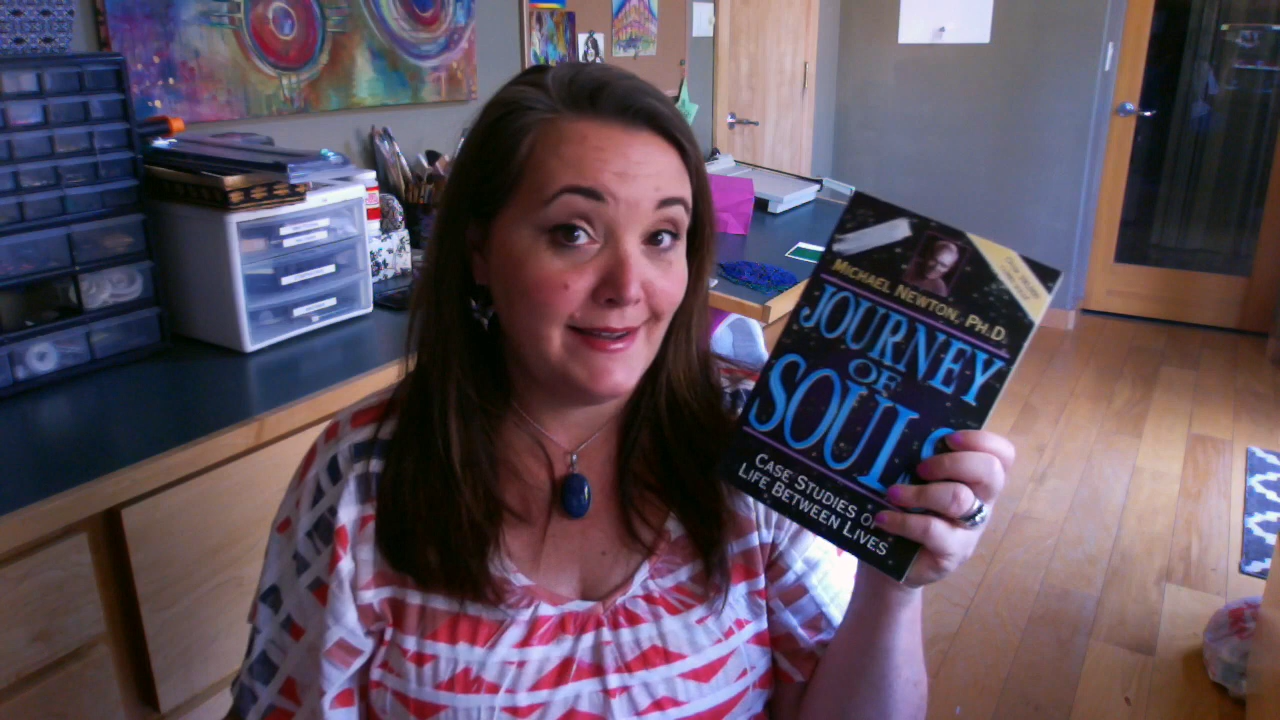 MICHAEL NEWTON, PH.D.
JOURNEY
OF
SOULS
CASE STUDIES OF
LIFE BETWEEN LIVES